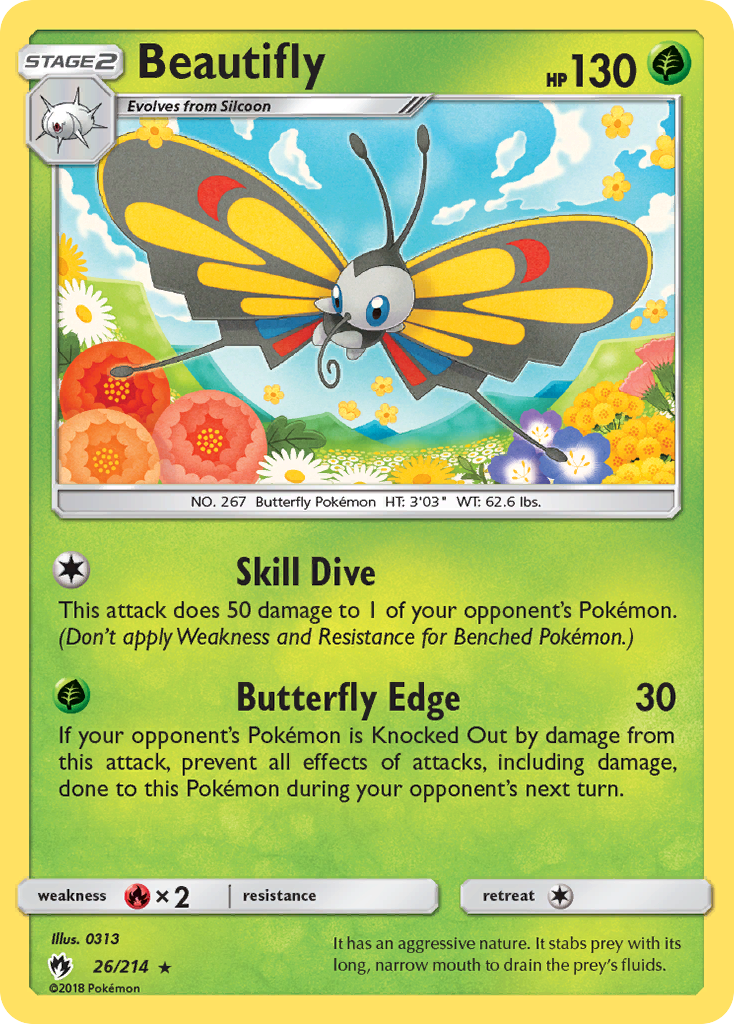 STAGE 2
Beautifly
HP 130
Evolves from Silcoon
NO. 267 Butterfly Pokémon HT: 3'03" WT: 62.6 lbs.
Skill Dive
This attack does 50 damage to 1 of your opponent's Pokémon.
(Don't apply Weakness and Resistance for Benched Pokémon.)
Butterfly Edge 30
If your opponent's Pokémon is Knocked Out by damage from
this attack, prevent all effects of attacks, including damage,
done to this Pokémon during your opponent's next turn.
weakness ×2 resistance retreat
Illus. 0313
26/214 ★
©2018 Pokémon
It has an aggressive nature. It stabs prey with its
long, narrow mouth to drain the prey's fluids.